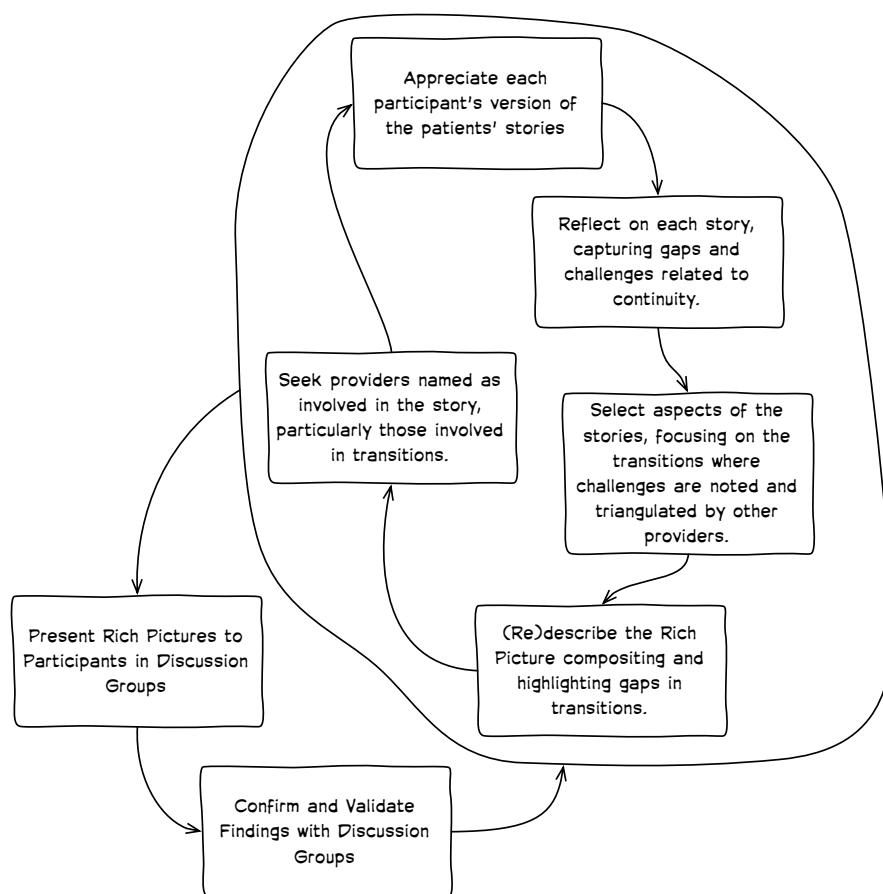 Appreciate each
participant's version of
the patients' stories
Reflect on each story,
capturing gaps and
challenges related to
continuity.
Select aspects of the
stories, focusing on the
transitions where
challenges are noted and
triangulated by other
providers.
(Re)describe the Rich
Picture compositing and
highlighting gaps in
transitions.
Seek providers named as
involved in the story,
particularly those involved
in transitions.
Present Rich Pictures to
Participants in Discussion
Groups
Confirm and Validate
Findings with Discussion
Groups